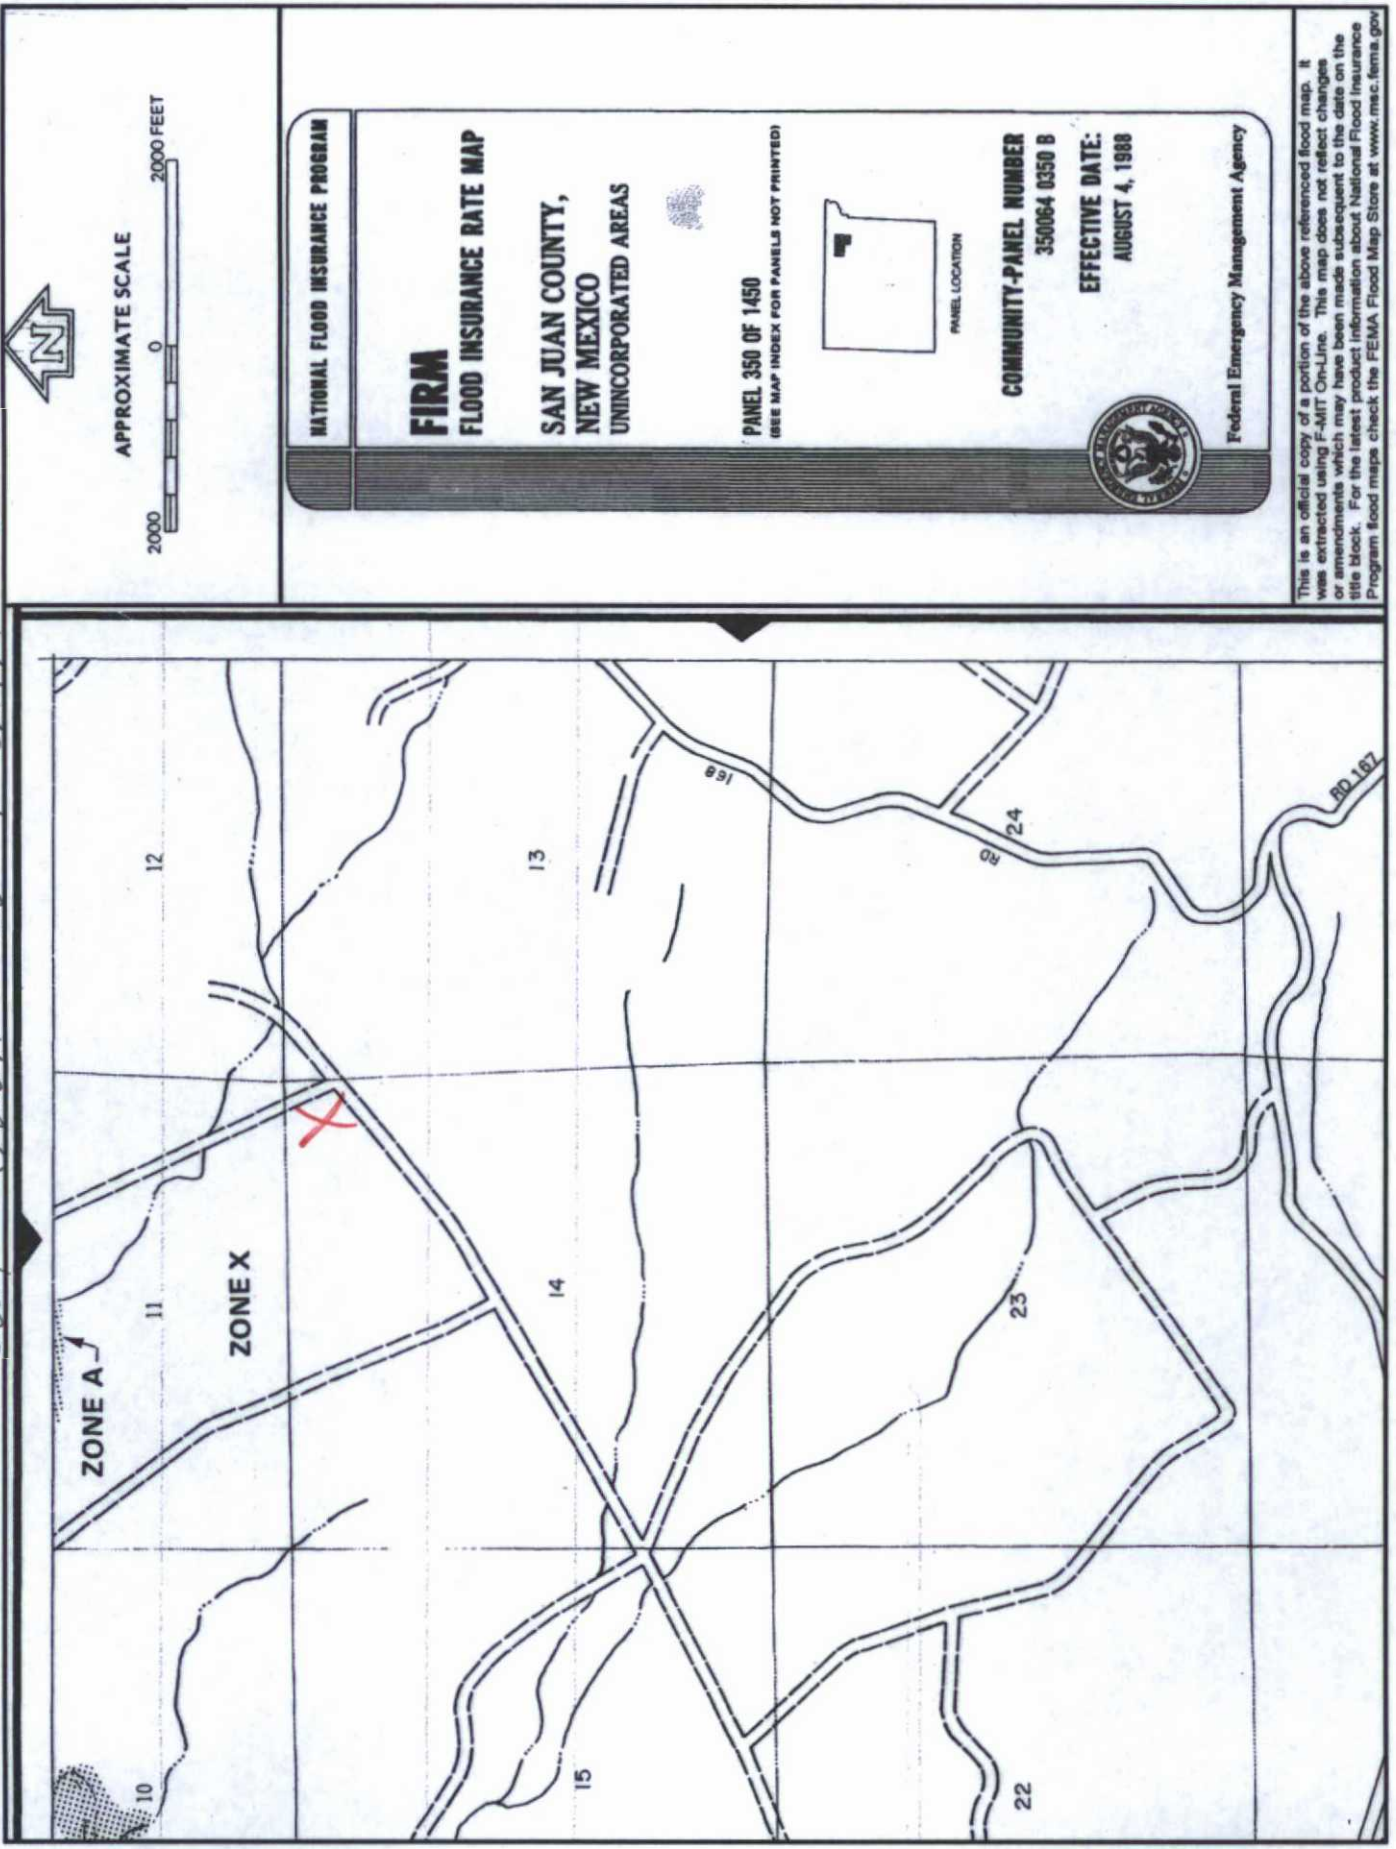 N
APPROXIMATE SCALE
2000 0 2000 FEET
NATIONAL FLOOD INSURANCE PROGRAM
FIRM
FLOOD INSURANCE RATE MAP
SAN JUAN COUNTY,
NEW MEXICO
UNINCORPORATED AREAS
PANEL 350 OF 1450
(SEE MAP INDEX FOR PANELS NOT PRINTED)
PANEL LOCATION
COMMUNITY-PANEL NUMBER
350064 0350 B
EFFECTIVE DATE:
AUGUST 4, 1988
Federal Emergency Management Agency
This is an official copy of a portion of the above referenced flood map. It
was extracted using F-MIT On-Line. This map does not reflect changes
or amendments which may have been made subsequent to the date on the
title block. For the latest product information about National Flood Insurance
Program flood maps check the FEMA Flood Map Store at www.msc.fema.gov
ZONE A
10
11
12
ZONE X
X
13
14
15
168
RD
24
23
22
RD 167